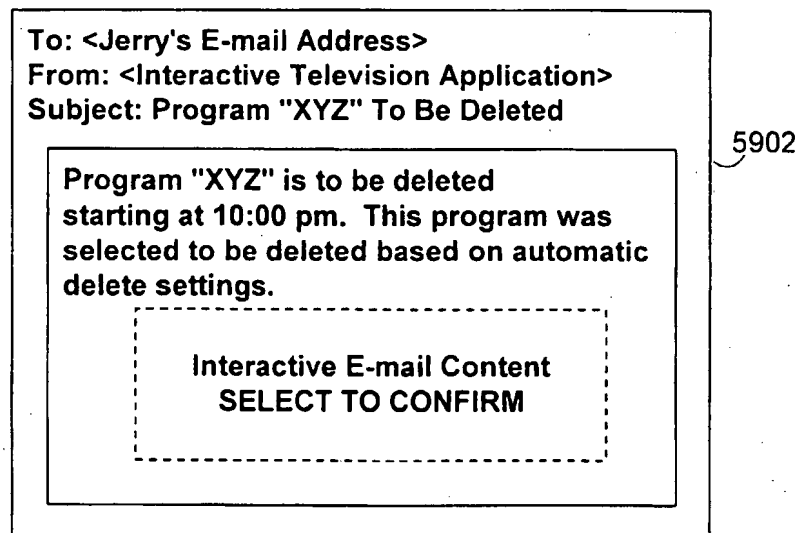 To: <Jerry's E-mail Address>
From: <Interactive Television Application>
Subject: Program "XYZ" To Be Deleted
5902
Program "XYZ" is to be deleted
starting at 10:00 pm. This program was
selected to be deleted based on automatic
delete settings.
Interactive E-mail Content
SELECT TO CONFIRM